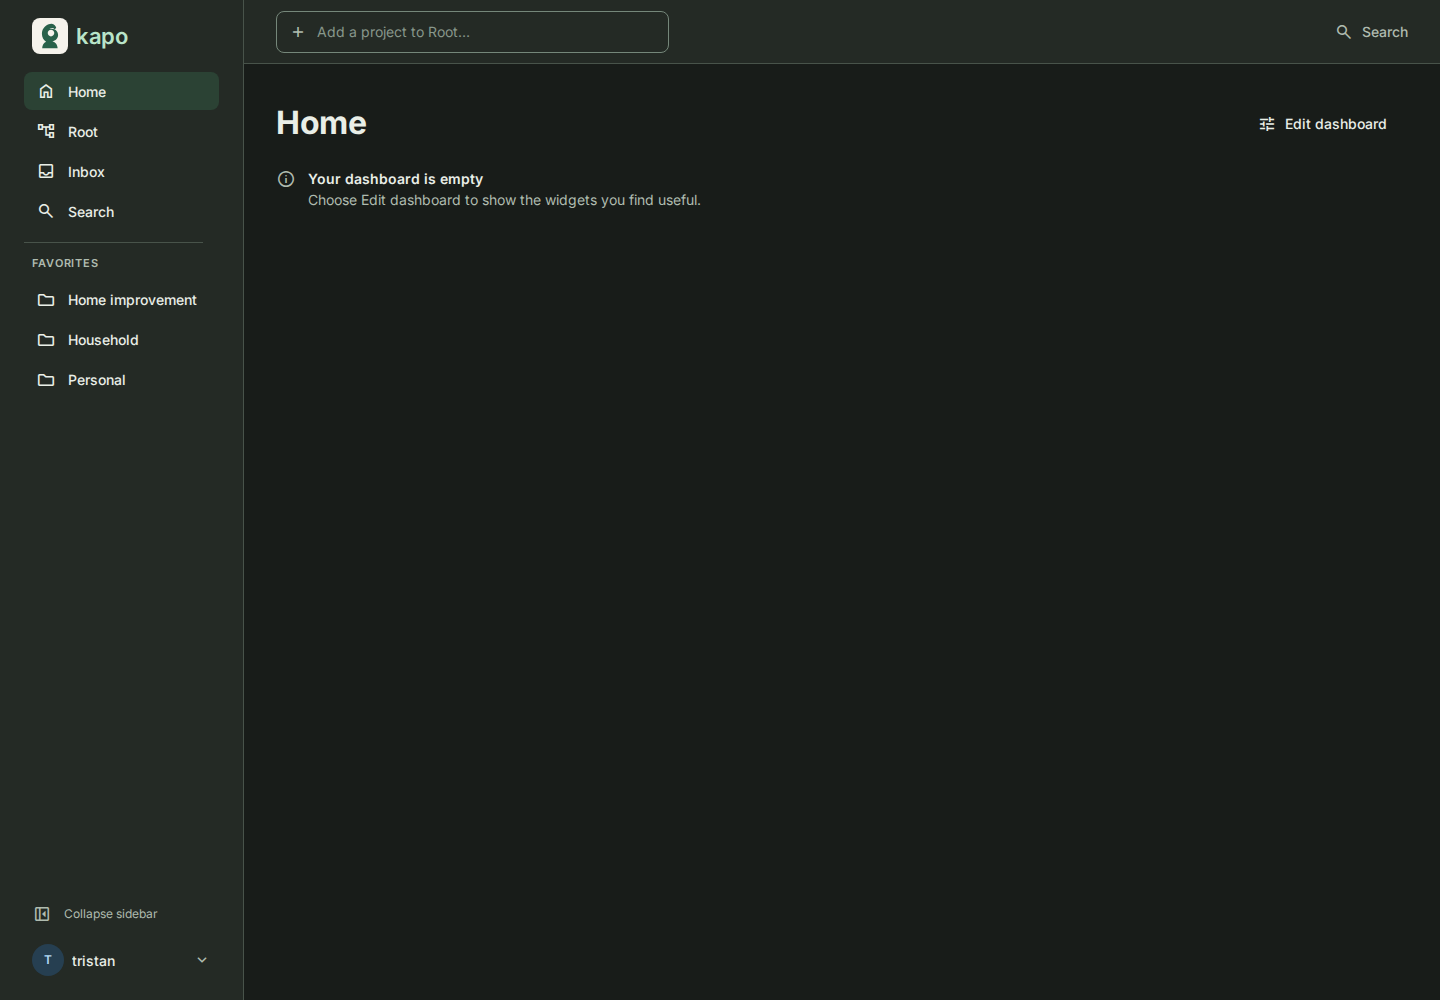 kapo
Home
Root
Inbox
Search
FAVORITES
Home improvement
Household
Personal
Collapse sidebar
T
tristan
Add a project to Root...
Search
Home
Edit dashboard
Your dashboard is empty
Choose Edit dashboard to show the widgets you find useful.